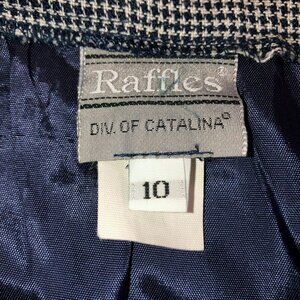 Raffles®
DIV. OF CATALINA®
10